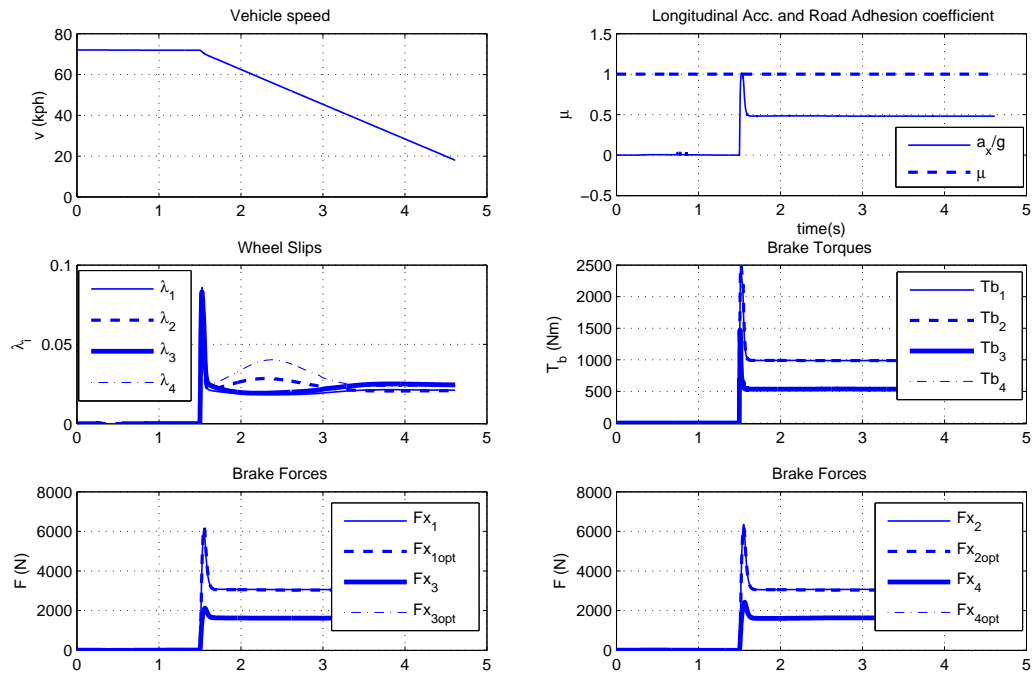 Vehicle speed
80
60
40
20
0
v (kph)
0 1 2 3 4 5
Longitudinal Acc. and Road Adhesion coefficient
1.5
1
0.5
0
−0.5
μ
a_x/g
μ
0 1 2 3 4 5
time(s)
Wheel Slips
0.1
0.05
0
λ_i
λ_1
λ_2
λ_3
λ_4
0 1 2 3 4 5
Brake Torques
2500
2000
1500
1000
500
0
T_b (Nm)
Tb_1
Tb_2
Tb_3
Tb_4
0 1 2 3 4 5
Brake Forces
8000
6000
4000
2000
0
F (N)
Fx_1
Fx_1opt
Fx_3
Fx_3opt
0 1 2 3 4 5
Brake Forces
8000
6000
4000
2000
0
F (N)
Fx_2
Fx_2opt
Fx_4
Fx_4opt
0 1 2 3 4 5